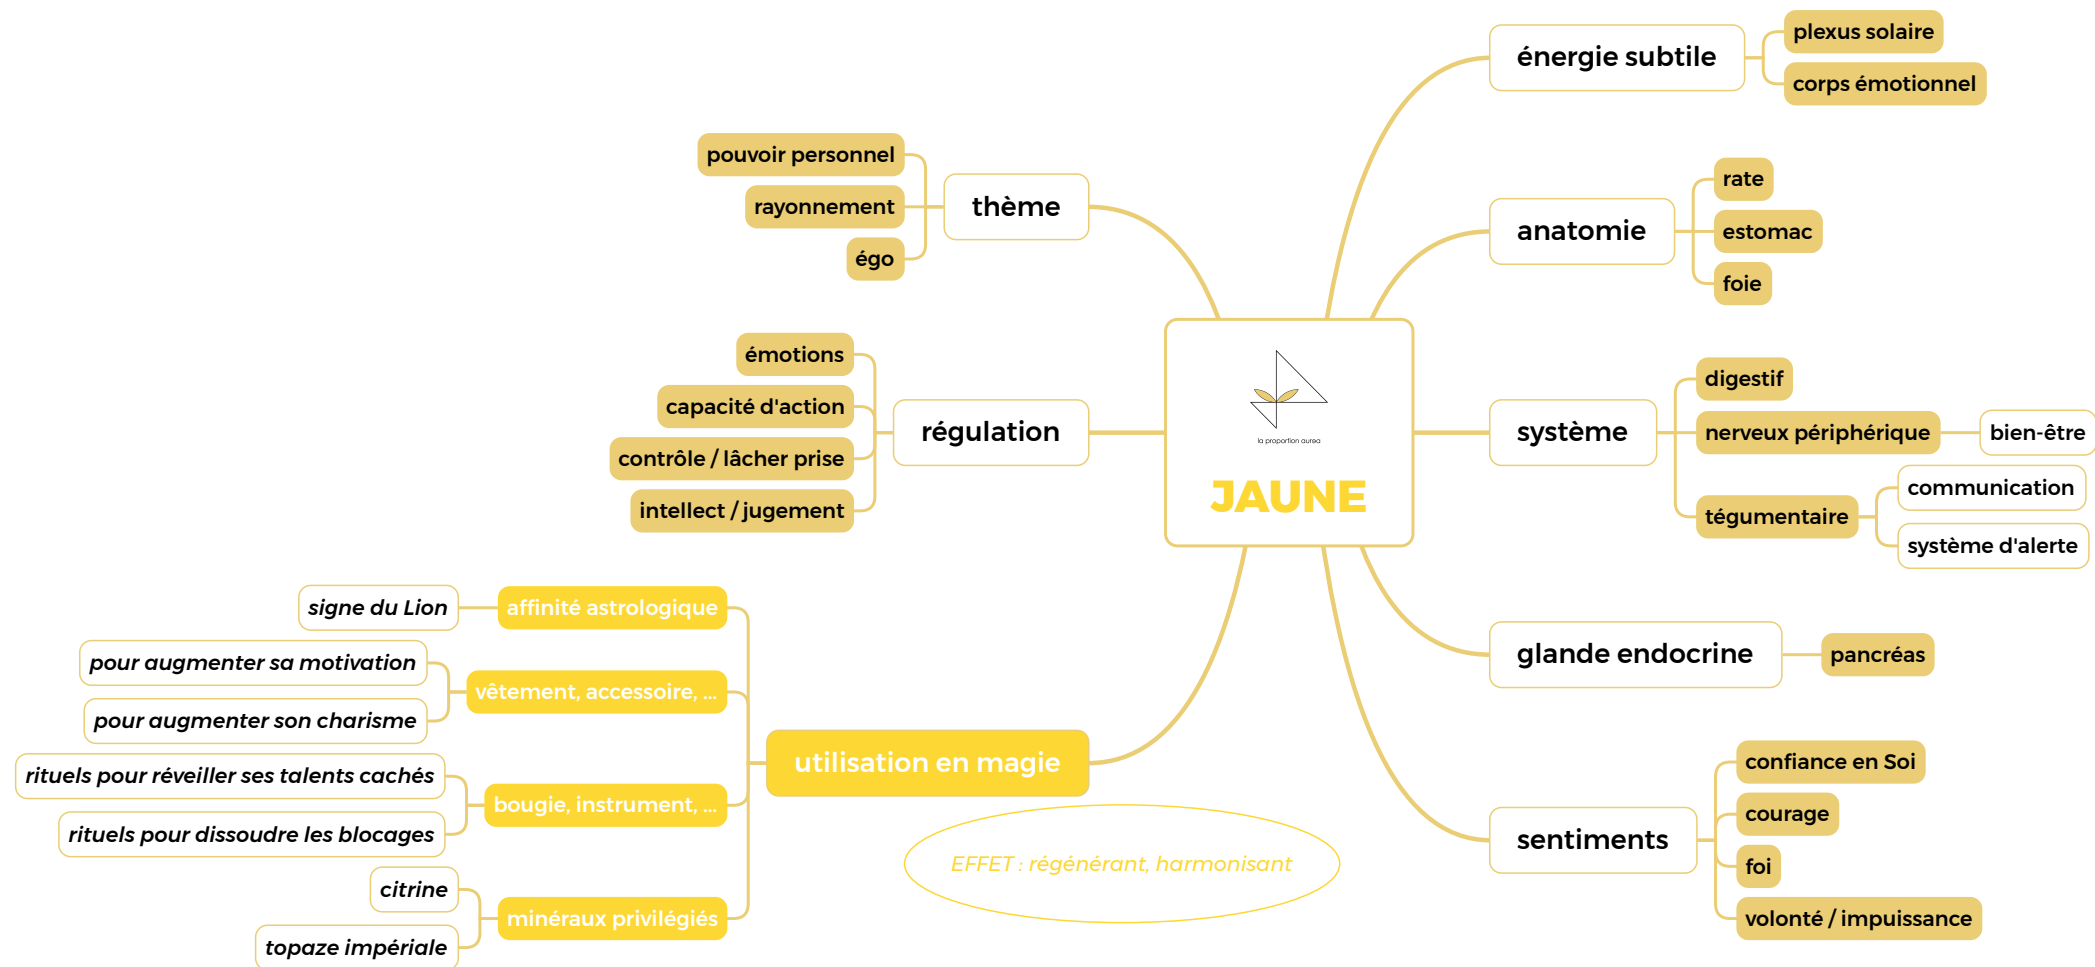 la proportion aurea
JAUNE
énergie subtile
plexus solaire
corps émotionnel
anatomie
rate
estomac
foie
système
digestif
nerveux périphérique
bien-être
tégumentaire
communication
système d'alerte
glande endocrine
pancréas
sentiments
confiance en Soi
courage
foi
volonté / impuissance
thème
pouvoir personnel
rayonnement
égo
régulation
émotions
capacité d'action
contrôle / lâcher prise
intellect / jugement
utilisation en magie
affinité astrologique
signe du Lion
vêtement, accessoire, ...
pour augmenter sa motivation
pour augmenter son charisme
bougie, instrument, ...
rituels pour réveiller ses talents cachés
rituels pour dissoudre les blocages
minéraux privilégiés
citrine
topaze impériale
EFFET : régénérant, harmonisant